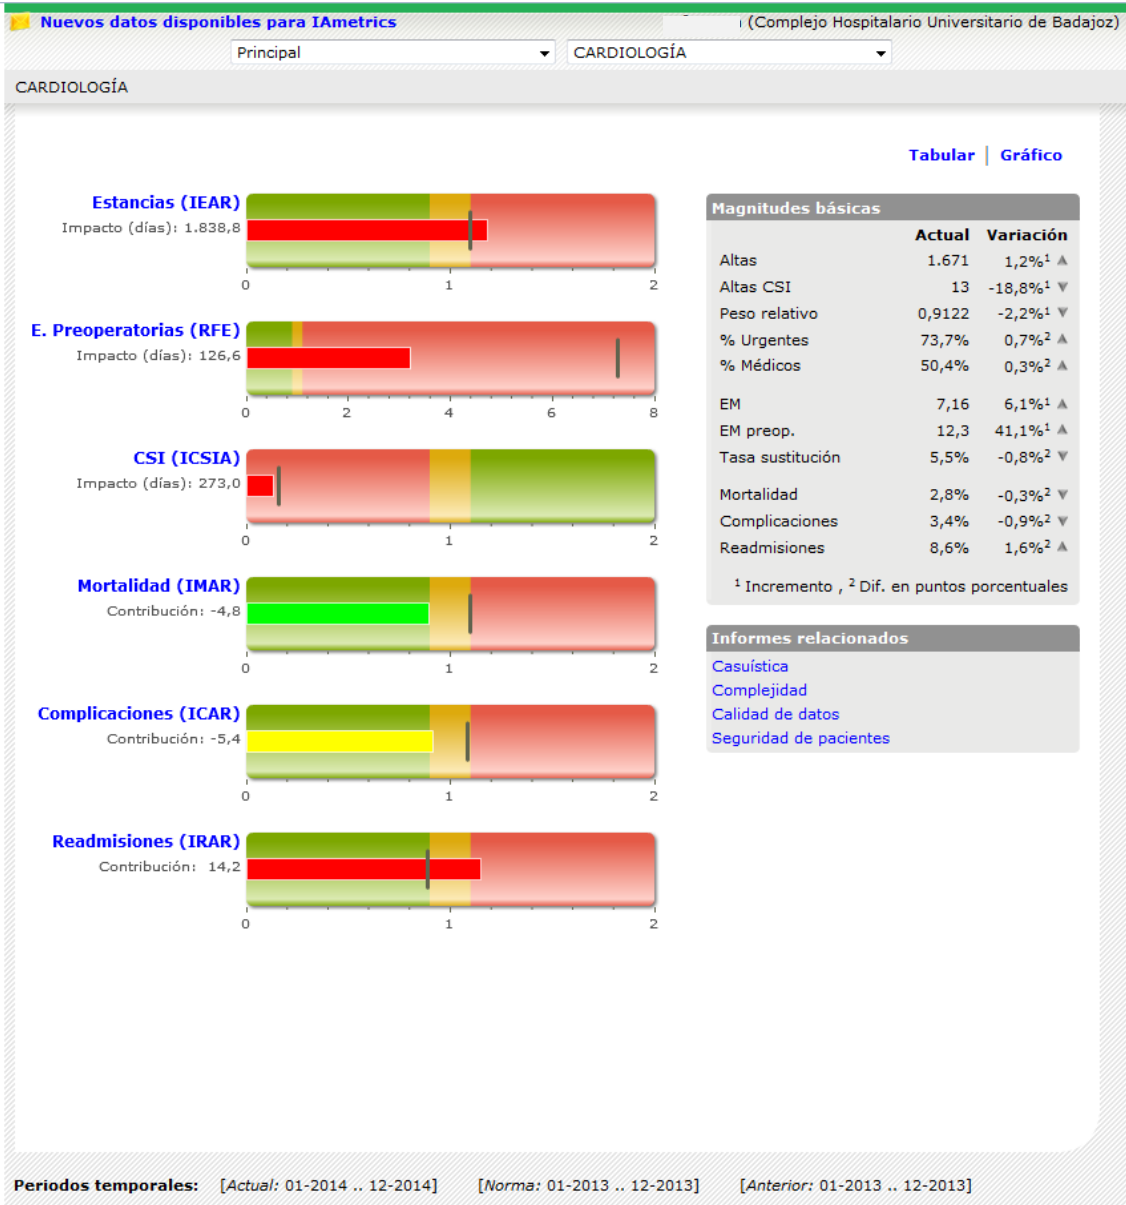 Nuevos datos disponibles para IAmetrics
(Complejo Hospitalario Universitario de Badajoz)
Principal
CARDIOLOGÍA
CARDIOLOGÍA
Tabular | Gráfico
Estancias (IEAR)
Impacto (días): 1.838,8
0 1 2
E. Preoperatorias (RFE)
Impacto (días): 126,6
0 2 4 6 8
CSI (ICSIA)
Impacto (días): 273,0
0 1 2
Mortalidad (IMAR)
Contribución: -4,8
0 1 2
Complicaciones (ICAR)
Contribución: -5,4
0 1 2
Readmisiones (IRAR)
Contribución: 14,2
0 1 2
Magnitudes básicas
Actual Variación
Altas 1.671 1,2%¹
Altas CSI 13 -18,8%¹
Peso relativo 0,9122 -2,2%¹
% Urgentes 73,7% 0,7%²
% Médicos 50,4% 0,3%²
EM 7,16 6,1%¹
EM preop. 12,3 41,1%¹
Tasa sustitución 5,5% -0,8%²
Mortalidad 2,8% -0,3%²
Complicaciones 3,4% -0,9%²
Readmisiones 8,6% 1,6%²
¹ Incremento , ² Dif. en puntos porcentuales
Informes relacionados
Casuística
Complejidad
Calidad de datos
Seguridad de pacientes
Periodos temporales: [Actual: 01-2014 .. 12-2014] [Norma: 01-2013 .. 12-2013] [Anterior: 01-2013 .. 12-2013]